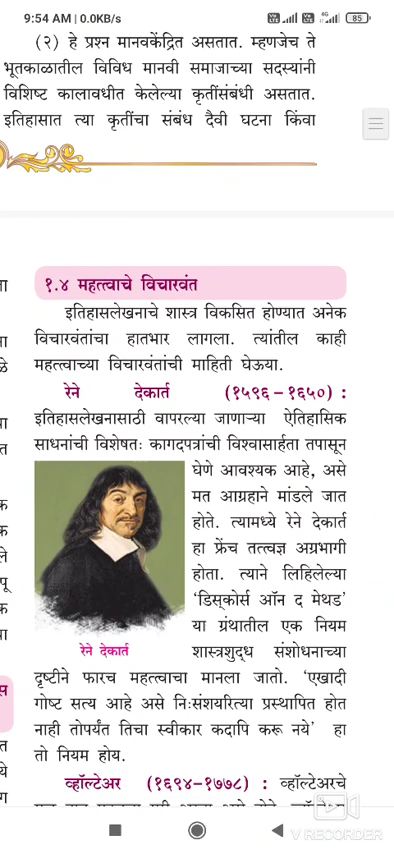 9:54 AM | 0.0KB/s
4G
85
(२) हे प्रश्न मानवकेंद्रित असतात. म्हणजेच ते
भूतकाळातील विविध मानवी समाजाच्या सदस्यांनी
विशिष्ट कालावधीत केलेल्या कृतींसंबंधी असतात.
इतिहासात त्या कृतींचा संबंध दैवी घटना किंवा
१.४ महत्त्वाचे विचारवंत
इतिहासलेखनाचे शास्त्र विकसित होण्यात अनेक
विचारवंतांचा हातभार लागला. त्यांतील काही
महत्त्वाच्या विचारवंतांची माहिती घेऊया.
रेने देकार्त (१५९६ – १६५०) :
इतिहासलेखनासाठी वापरल्या जाणाऱ्या ऐतिहासिक
साधनांची विशेषतः कागदपत्रांची विश्वासार्हता तपासून
घेणे आवश्यक आहे, असे
मत आग्रहाने मांडले जात
होते. त्यामध्ये रेने देकार्त
हा फ्रेंच तत्त्वज्ञ अग्रभागी
होता. त्याने लिहिलेल्या
‘डिस्कोर्स ऑन द मेथड’
या ग्रंथातील एक नियम
रेने देकार्त
शास्त्रशुद्ध संशोधनाच्या
दृष्टीने फारच महत्वाचा मानला जातो. ‘एखादी
गोष्ट सत्य आहे असे निःसंशयरित्या प्रस्थापित होत
नाही तोपर्यंत तिचा स्वीकार कदापि करू नये’ हा
तो नियम होय.
व्हॉल्टेअर (१६९४–१७७८) : व्हॉल्टेअरचे
V RECORDER